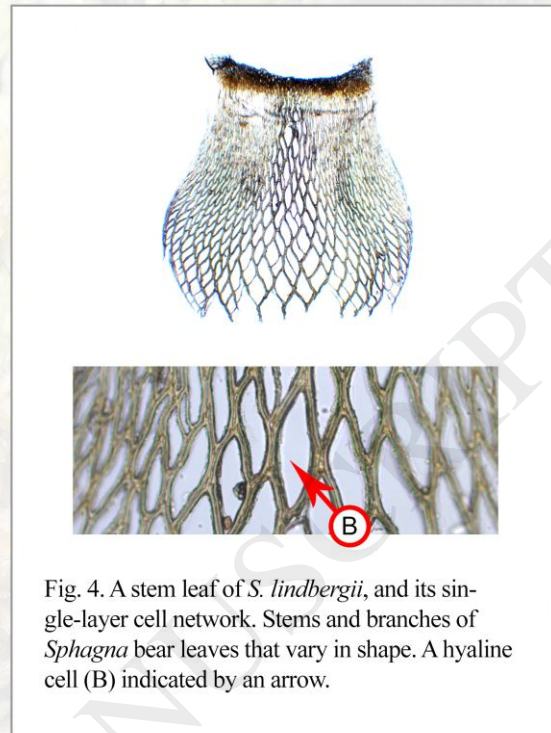 B
Fig. 4. A stem leaf of S. lindbergii, and its sin-
gle-layer cell network. Stems and branches of
Sphagna bear leaves that vary in shape. A hyaline
cell (B) indicated by an arrow.